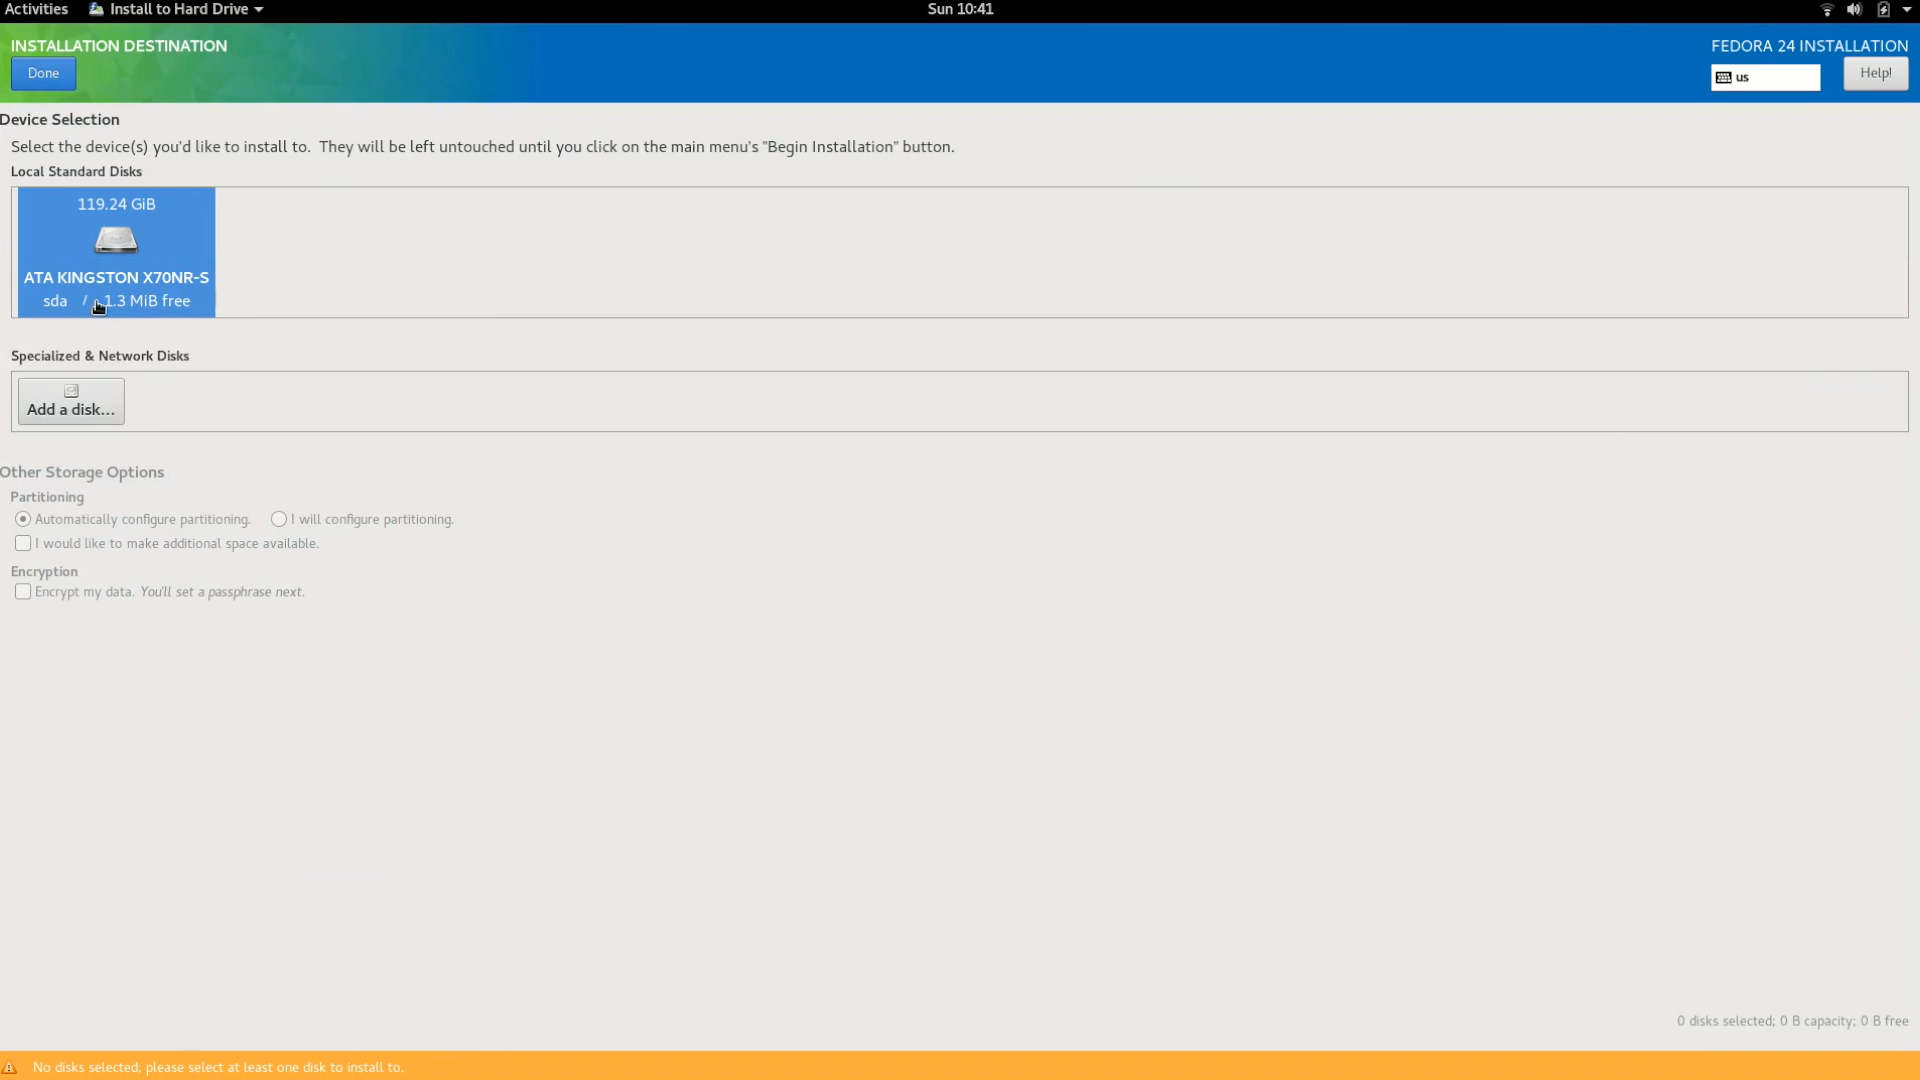 Activities Install to Hard Drive Sun 10:41
INSTALLATION DESTINATION FEDORA 24 INSTALLATION
Done us Help!
Device Selection
Select the device(s) you'd like to install to. They will be left untouched until you click on the main menu's "Begin Installation" button.
Local Standard Disks
119.24 GiB
ATA KINGSTON X70NR-S
sda / 1.3 MiB free
Specialized & Network Disks
Add a disk...
Other Storage Options
Partitioning
Automatically configure partitioning. I will configure partitioning.
I would like to make additional space available.
Encryption
Encrypt my data. You'll set a passphrase next.
0 disks selected; 0 B capacity; 0 B free
No disks selected; please select at least one disk to install to.